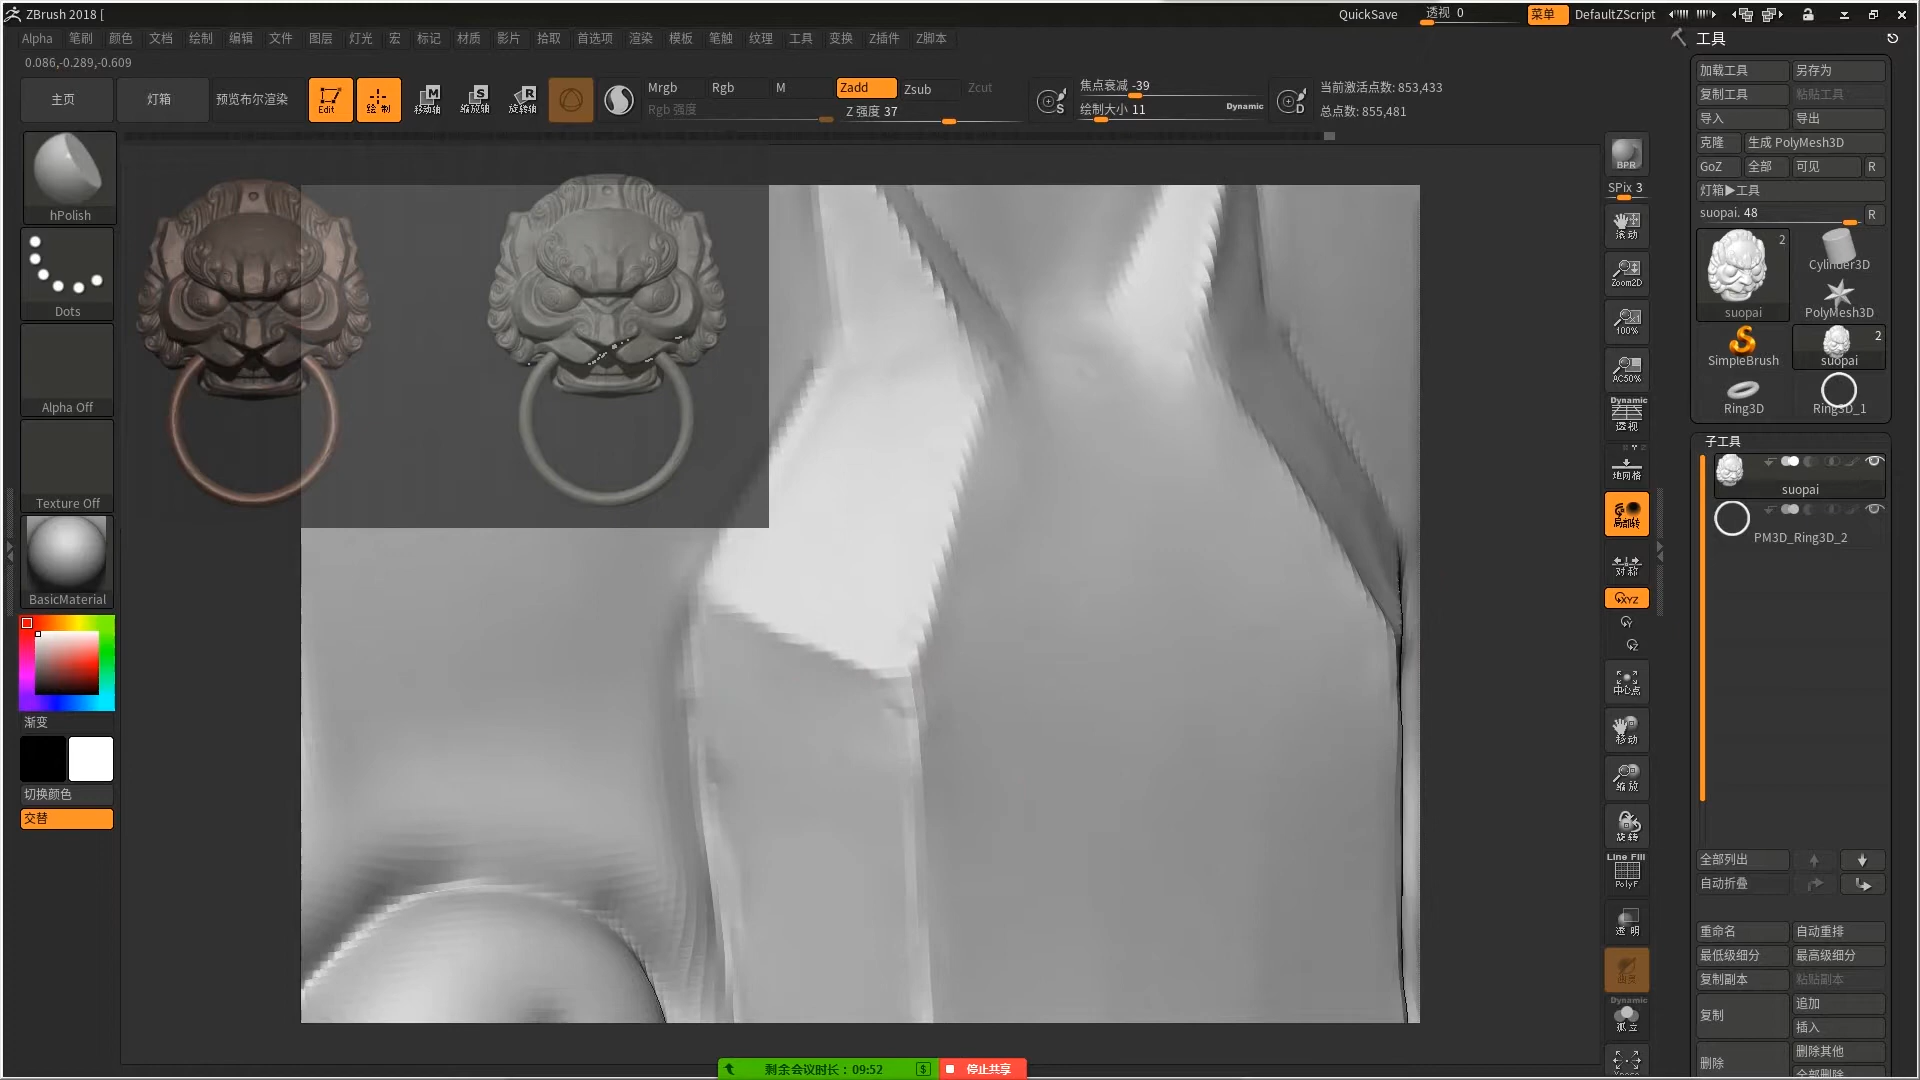 ZBrush 2018 [
QuickSave
透视 0
菜单
DefaultZScript
Alpha 笔刷 颜色 文档 绘制 编辑 文件 图层 灯光 宏 标记 材质 影片 拾取 首选项 渲染 模板 笔触 纹理 工具 变换 Z插件 Z脚本
工具
0.086,-0.289,-0.609
主页
灯箱
预览布尔渲染
Edit
绘 制
M
移动轴
S
缩放轴
R
旋转轴
Mrgb Rgb M
Rgb 强度
Zadd Zsub Zcut
Z 强度 37
S
焦点衰减 -39
绘制大小 11
Dynamic
D
当前激活点数: 853,433
总点数: 855,481
hPolish
Dots
Alpha Off
Texture Off
BasicMaterial
渐变
切换颜色
交替
BPR
SPix 3
滚动
Zoom2D
100%
AC50%
Dynamic
透视
地网格
局部转
对称
XYZ
Y
Z
中心点
移动
缩放
旋转
Line Fill
PolyF
透 明
Dynamic
孤立
加载工具 另存为
复制工具 粘贴工具
导入 导出
克隆 生成 PolyMesh3D
GoZ 全部 可见 R
灯箱▶工具
suopai. 48 R
2
suopai
Cylinder3D
PolyMesh3D
SimpleBrush
2
suopai
Ring3D
Ring3D_1
子工具
suopai
PM3D_Ring3D_2
全部列出
自动折叠
重命名 自动重排
最低级细分 最高级细分
复制副本 粘贴副本
复制 追加
插入
删除 删除其他
全部删除
剩余会议时长：09:52
$
停止共享